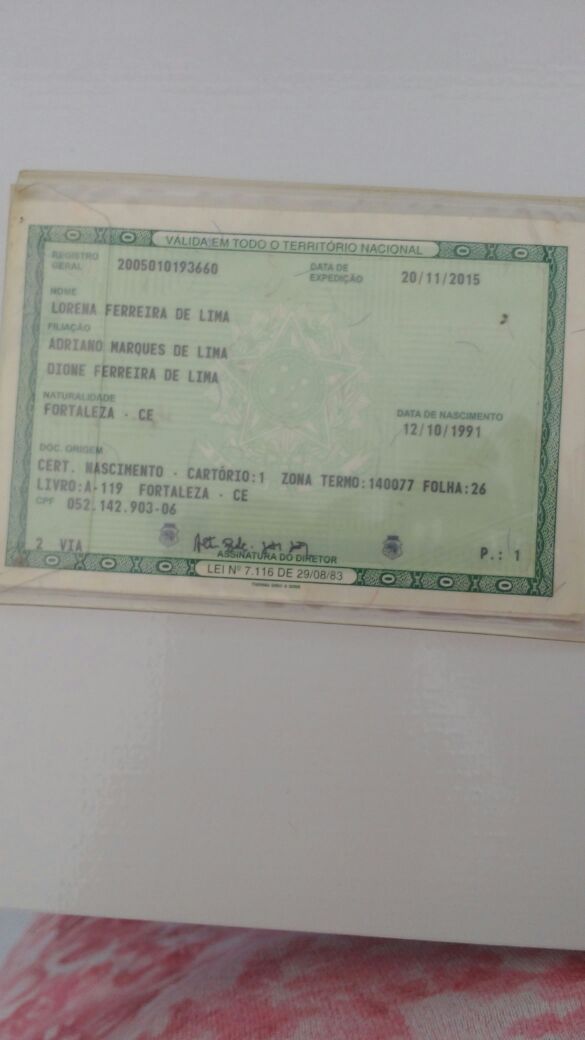 VÁLIDA EM TODO O TERRITÓRIO NACIONAL
REGISTRO GERAL 2005010193660 DATA DE EXPEDIÇÃO 20/11/2015
NOME
LORENA FERREIRA DE LIMA
FILIAÇÃO
ADRIANO MARQUES DE LIMA
DIONE FERREIRA DE LIMA
NATURALIDADE
FORTALEZA - CE
DATA DE NASCIMENTO
12/10/1991
DOC. ORIGEM
CERT. NASCIMENTO - CARTÓRIO:1 ZONA TERMO:140077 FOLHA:26
LIVRO:A-119 FORTALEZA - CE
CPF 052.142.903-06
2 VIA
ASSINATURA DO DIRETOR
P.: 1
LEI Nº 7.116 DE 29/08/83